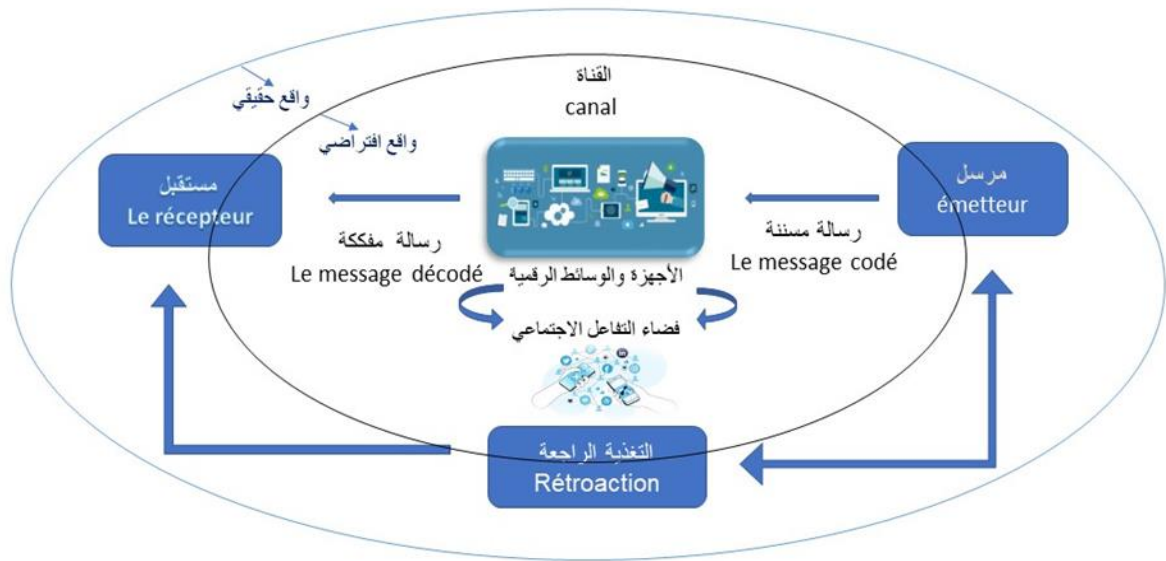 القناة
canal
واقع حقيقي
واقع افتراضي
مرسل
émetteur
رسالة مسننة
Le message codé
مستقبل
Le récepteur
رسالة مفككة
Le message décodé
الأجهزة والوسائط الرقمية
فضاء التفاعل الاجتماعي
التغذية الراجعة
Rétroaction